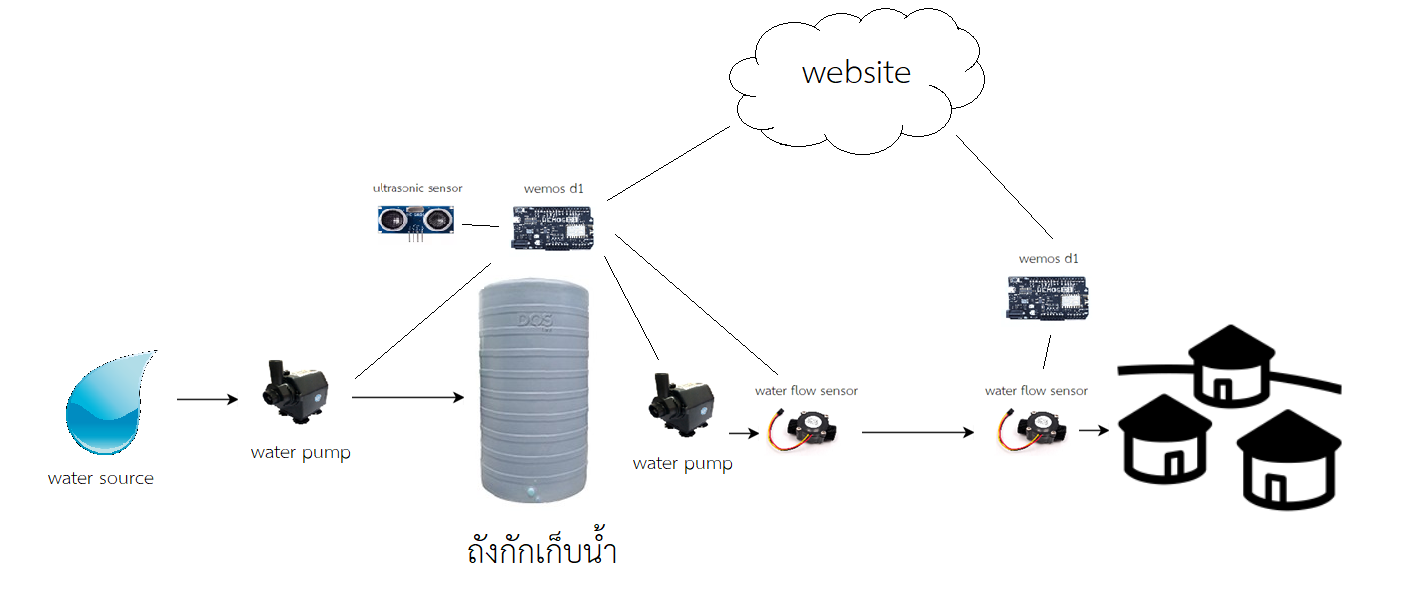 website
ultrasonic sensor
wemos d1
wemos d1
DOS
water flow sensor
water flow sensor
water pump
water pump
water source
ถังกักเก็บน้ำ